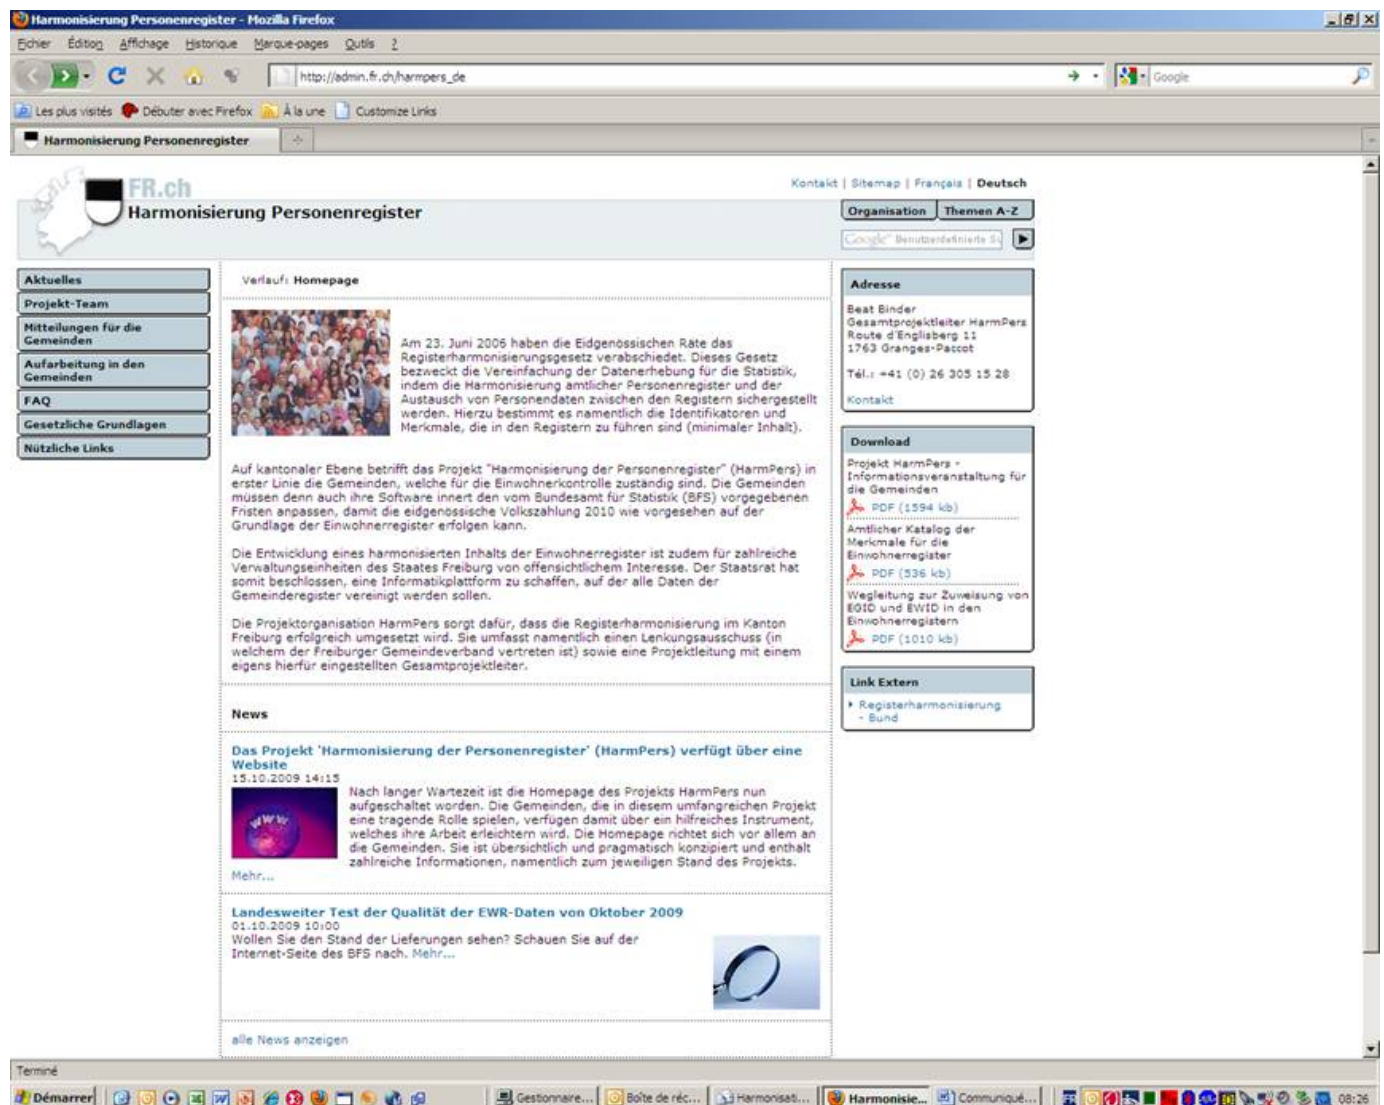 Harmonisierung Personenregister - Mozilla Firefox
Fichier Édition Affichage Historique Marque-pages Outils ?
http://admin.fr.ch/harmpers_de
Google
Les plus visités Débuter avec Firefox À la une Customize Links
Harmonisierung Personenregister
FR.ch
Kontakt | Sitemap | Français | Deutsch
Harmonisierung Personenregister
Organisation Themen A-Z
Google Benutzerdefinierte
Aktuelles
Projekt-Team
Mitteilungen für die
Gemeinden
Aufarbeitung in den
Gemeinden
FAQ
Gesetzliche Grundlagen
Nützliche Links
Verlauf: Homepage
Am 23. Juni 2006 haben die Eidgenössischen Räte das
Registerharmonisierungsgesetz verabschiedet. Dieses Gesetz
bezweckt die Vereinfachung der Datenerhebung für die Statistik,
indem die Harmonisierung amtlicher Personenregister und der
Austausch von Personendaten zwischen den Registern sichergestellt
werden. Hierzu bestimmt es namentlich die Identifikatoren und
Merkmale, die in den Registern zu führen sind (minimaler Inhalt).
Auf kantonaler Ebene betrifft das Projekt "Harmonisierung der Personenregister" (HarmPers) in
erster Linie die Gemeinden, welche für die Einwohnerkontrolle zuständig sind. Die Gemeinden
müssen denn auch ihre Software innert den vom Bundesamt für Statistik (BFS) vorgegebenen
Fristen anpassen, damit die eidgenössische Volkszählung 2010 wie vorgesehen auf der
Grundlage der Einwohnerregister erfolgen kann.
Die Entwicklung eines harmonisierten Inhalts der Einwohnerregister ist zudem für zahlreiche
Verwaltungseinheiten des Staates Freiburg von offensichtlichem Interesse. Der Staatsrat hat
somit beschlossen, eine Informatikplattform zu schaffen, auf der alle Daten der
Gemeinderegister vereinigt werden sollen.
Die Projektorganisation HarmPers sorgt dafür, dass die Registerharmonisierung im Kanton
Freiburg erfolgreich umgesetzt wird. Sie umfasst namentlich einen Lenkungsausschuss (in
welchem der Freiburger Gemeindeverband vertreten ist) sowie eine Projektleitung mit einem
eigens hierfür eingestellten Gesamtprojektleiter.
News
Das Projekt 'Harmonisierung der Personenregister' (HarmPers) verfügt über eine
Website
15.10.2009 14:15
WWW
Nach langer Wartezeit ist die Homepage des Projekts HarmPers nun
aufgeschaltet worden. Die Gemeinden, die in diesem umfangreichen Projekt
eine tragende Rolle spielen, verfügen damit über ein hilfreiches Instrument,
welches ihre Arbeit erleichtern wird. Die Homepage richtet sich vor allem an
die Gemeinden. Sie ist übersichtlich und pragmatisch konzipiert und enthält
zahlreiche Informationen, namentlich zum jeweiligen Stand des Projekts.
Mehr...
Landesweiter Test der Qualität der EWR-Daten von Oktober 2009
01.10.2009 10:00
Wollen Sie den Stand der Lieferungen sehen? Schauen Sie auf der
Internet-Seite des BFS nach. Mehr...
alle News anzeigen
Adresse
Beat Binder
Gesamtprojektleiter HarmPers
Route d'Englisberg 11
1763 Granges-Paccot
Tél.: +41 (0) 26 305 15 28
Kontakt
Download
Projekt HarmPers -
Informationsveranstaltung für
die Gemeinden
PDF (1594 kb)
Amtlicher Katalog der
Merkmale für die
Einwohnerregister
PDF (536 kb)
Wegleitung zur Zuweisung von
EGID und EWID in den
Einwohnerregistern
PDF (1010 kb)
Link Extern
Registerharmonisierung
- Bund
Terminé
Démarrer Gestionnaire... Boîte de réc... Harmonisati... Harmonisie... Communiqué... FR 08:26